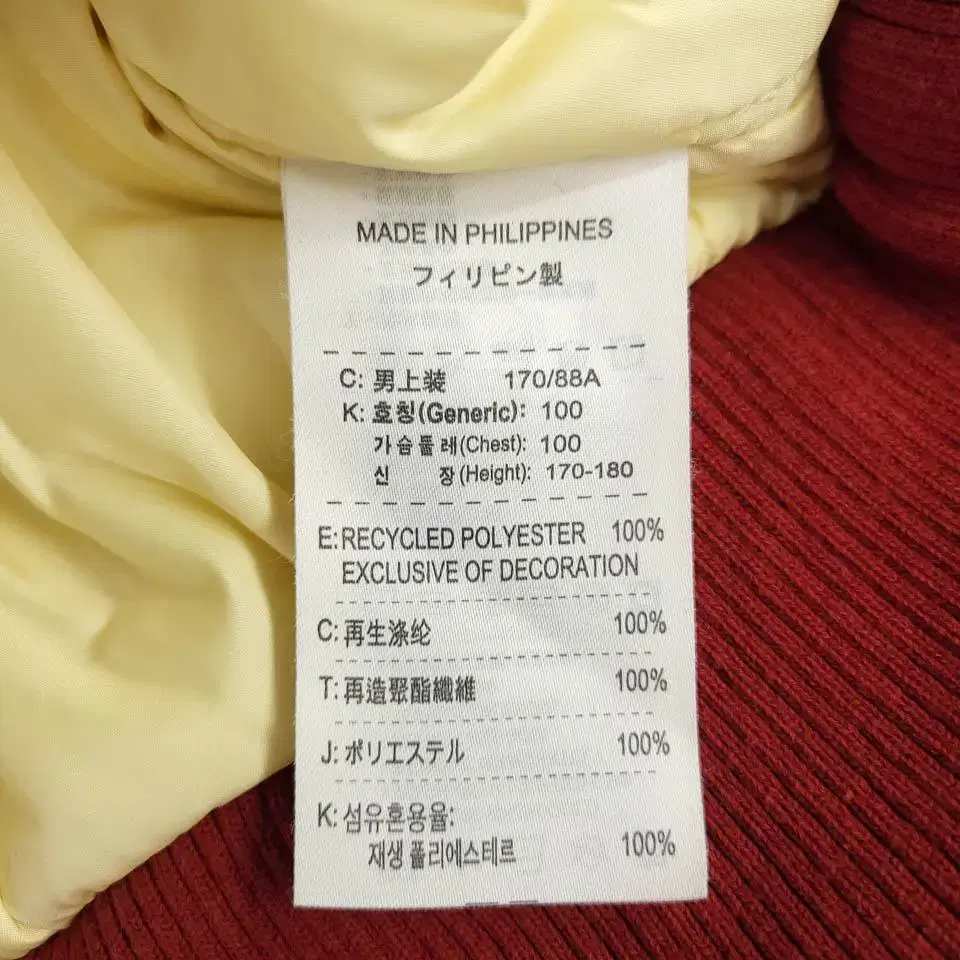 MADE IN PHILIPPINES
フィリピン製
C: 男上装 170/88A
K: 호칭(Generic): 100
가슴둘레(Chest): 100
신 장(Height): 170-180
E: RECYCLED POLYESTER 100%
EXCLUSIVE OF DECORATION
C: 再生涤纶 100%
T: 再造聚酯纖維 100%
J: ポリエステル 100%
K: 섬유혼용율:
재생 폴리에스테르 100%